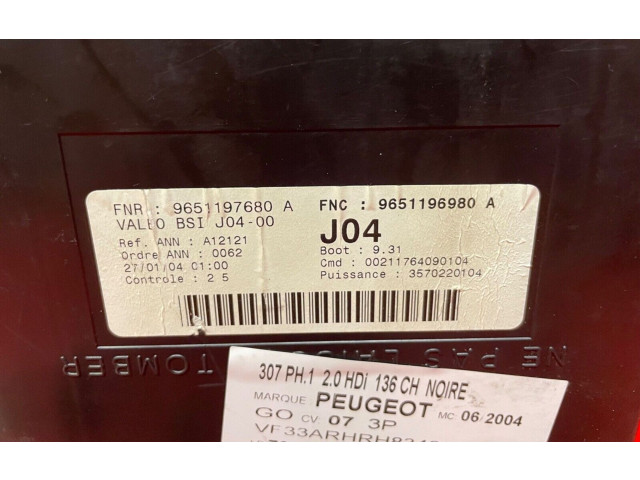 FNR : 9651197680 A FNC : 9651196980 A
VALEO BSI J04-00 J04
Ref. ANN : A12121 Boot : 9.31
Ordre ANN : 0062 Cmd : 00211764090104
27/01/04 01:00 Puissance : 3570220104
Controle : 2 5
NE PAS TOMBER
307 PH.1 2.0 HDi 136 CH NOIRE
MARQUE PEUGEOT MC 06/2004
GO CV 07 3P